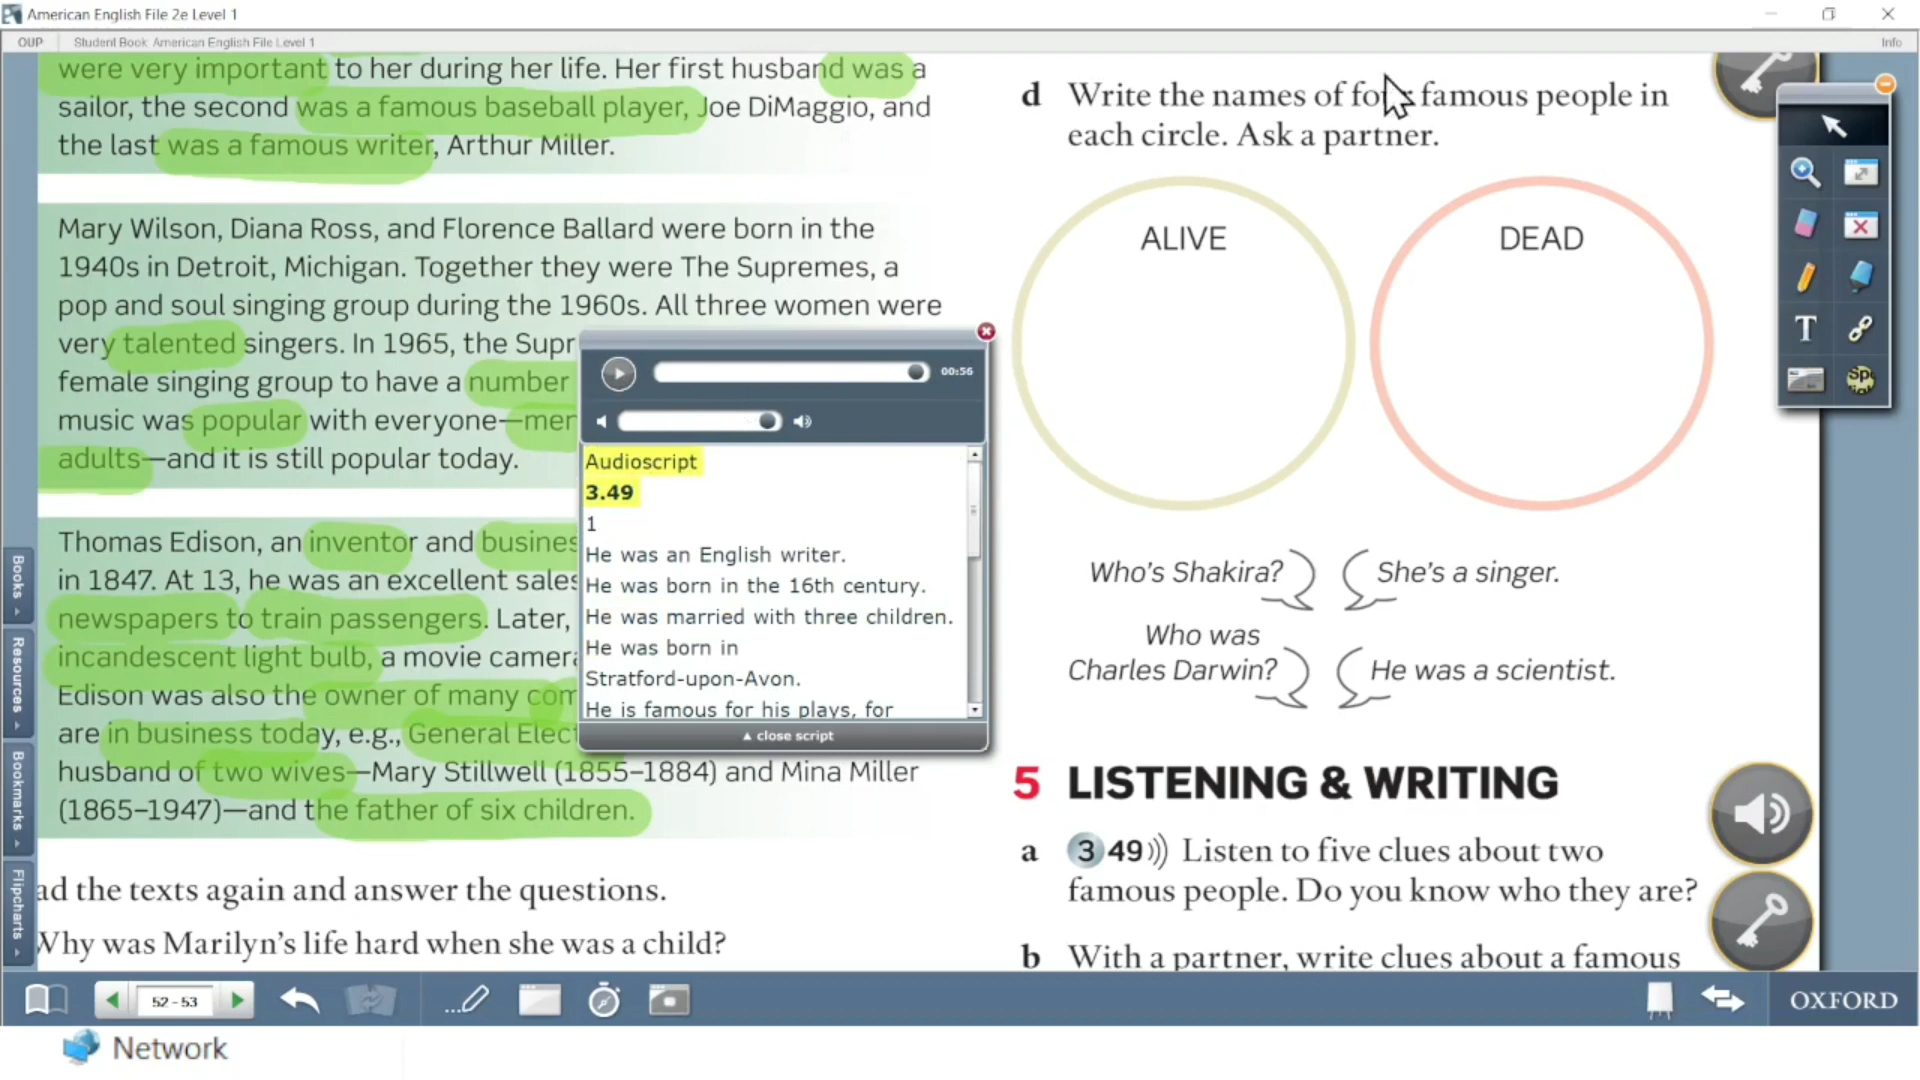 American English File 2e Level 1
OUP
Student Book: American English File Level 1
Info
were very important to her during her life. Her first husband was a
sailor, the second was a famous baseball player, Joe DiMaggio, and
the last was a famous writer, Arthur Miller.
Mary Wilson, Diana Ross, and Florence Ballard were born in the
1940s in Detroit, Michigan. Together they were The Supremes, a
pop and soul singing group during the 1960s. All three women were
very talented singers. In 1965, the Supr
female singing group to have a number
music was popular with everyone—men
adults—and it is still popular today.
Thomas Edison, an inventor and busines
in 1847. At 13, he was an excellent sales
newspapers to train passengers. Later,
incandescent light bulb, a movie camera
Edison was also the owner of many com
are in business today, e.g., General Elect
husband of two wives—Mary Stillwell (1855–1884) and Mina Miller
(1865–1947)—and the father of six children.
ad the texts again and answer the questions.
Why was Marilyn's life hard when she was a child?
00:56
Audioscript
3.49
1
He was an English writer.
He was born in the 16th century.
He was married with three children.
He was born in
Stratford-upon-Avon.
He is famous for his plays, for
▲ close script
d Write the names of four famous people in
each circle. Ask a partner.
ALIVE
DEAD
Who's Shakira?
She's a singer.
Who was
Charles Darwin?
He was a scientist.
5 LISTENING & WRITING
a 3 49)) Listen to five clues about two
famous people. Do you know who they are?
b With a partner, write clues about a famous
T
Books
Resources
Bookmarks
Flipcharts
52 - 53
OXFORD
Network